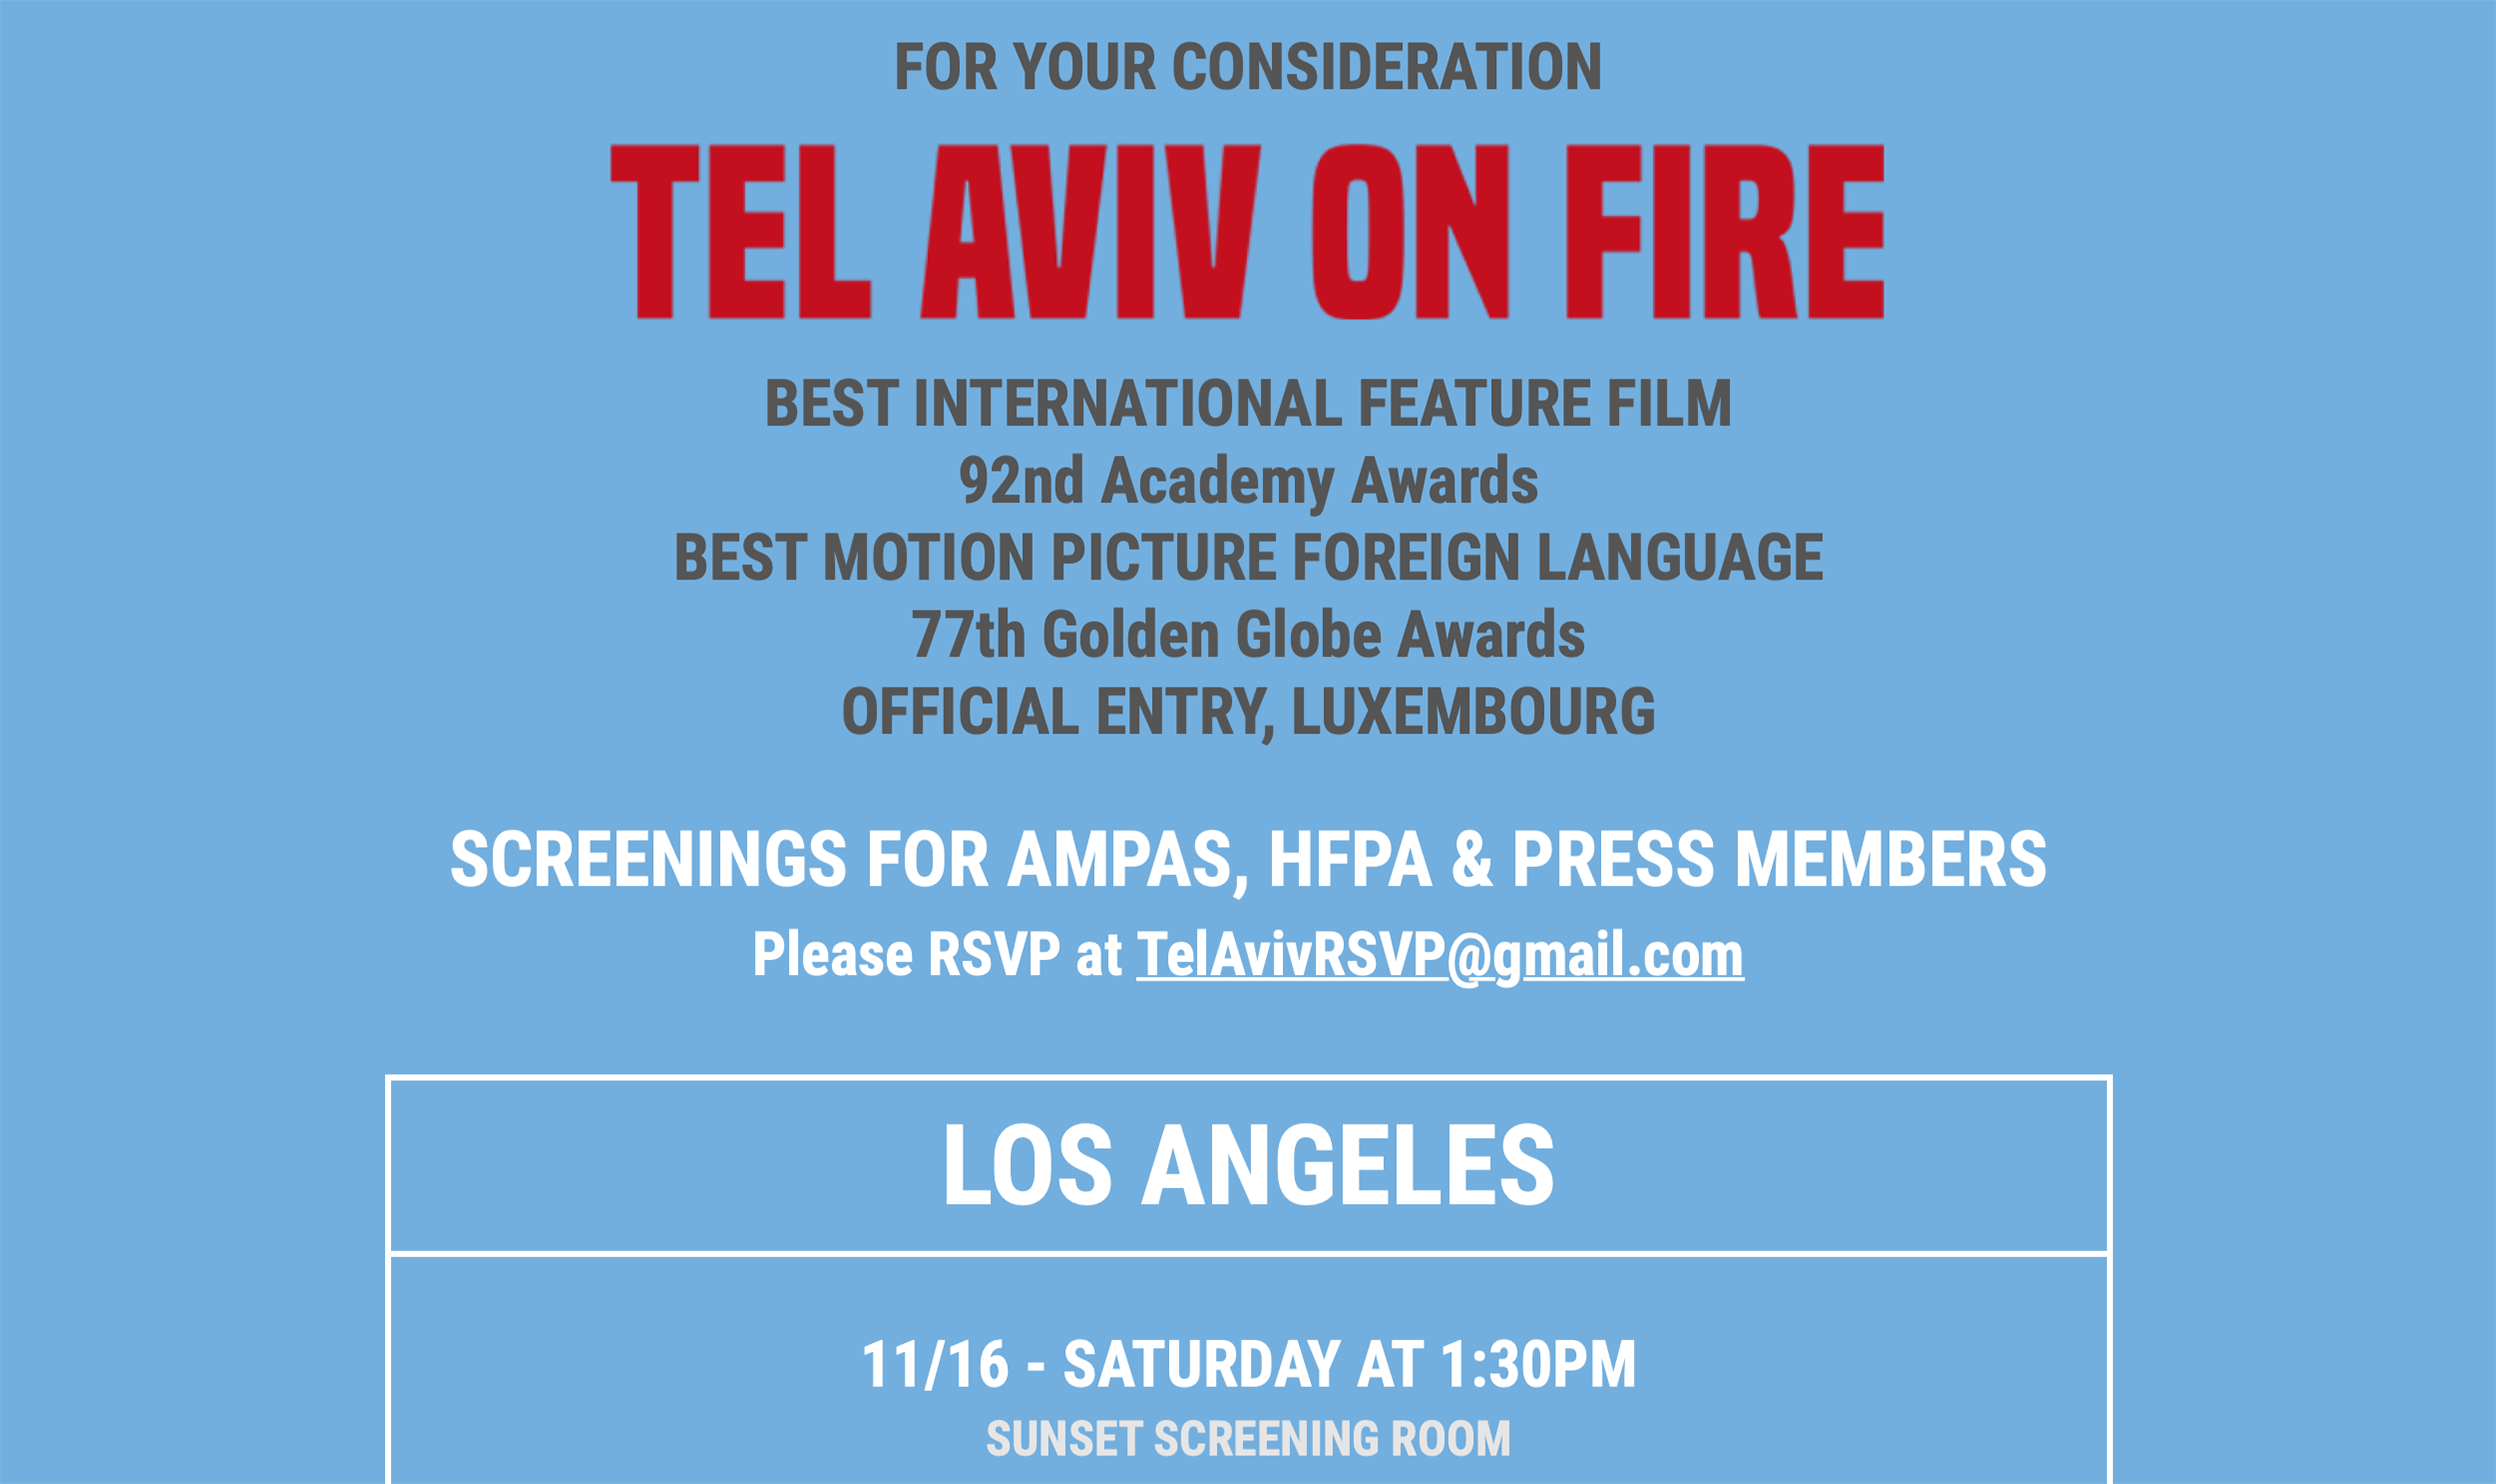 FOR YOUR CONSIDERATION
TEL AVIV ON FIRE
BEST INTERNATIONAL FEATURE FILM
92nd Academy Awards
BEST MOTION PICTURE FOREIGN LANGUAGE
77th Golden Globe Awards
OFFICIAL ENTRY, LUXEMBOURG
SCREENINGS FOR AMPAS, HFPA & PRESS MEMBERS
Please RSVP at TelAvivRSVP@gmail.com
LOS ANGELES
11/16 - SATURDAY AT 1:30PM
SUNSET SCREENING ROOM